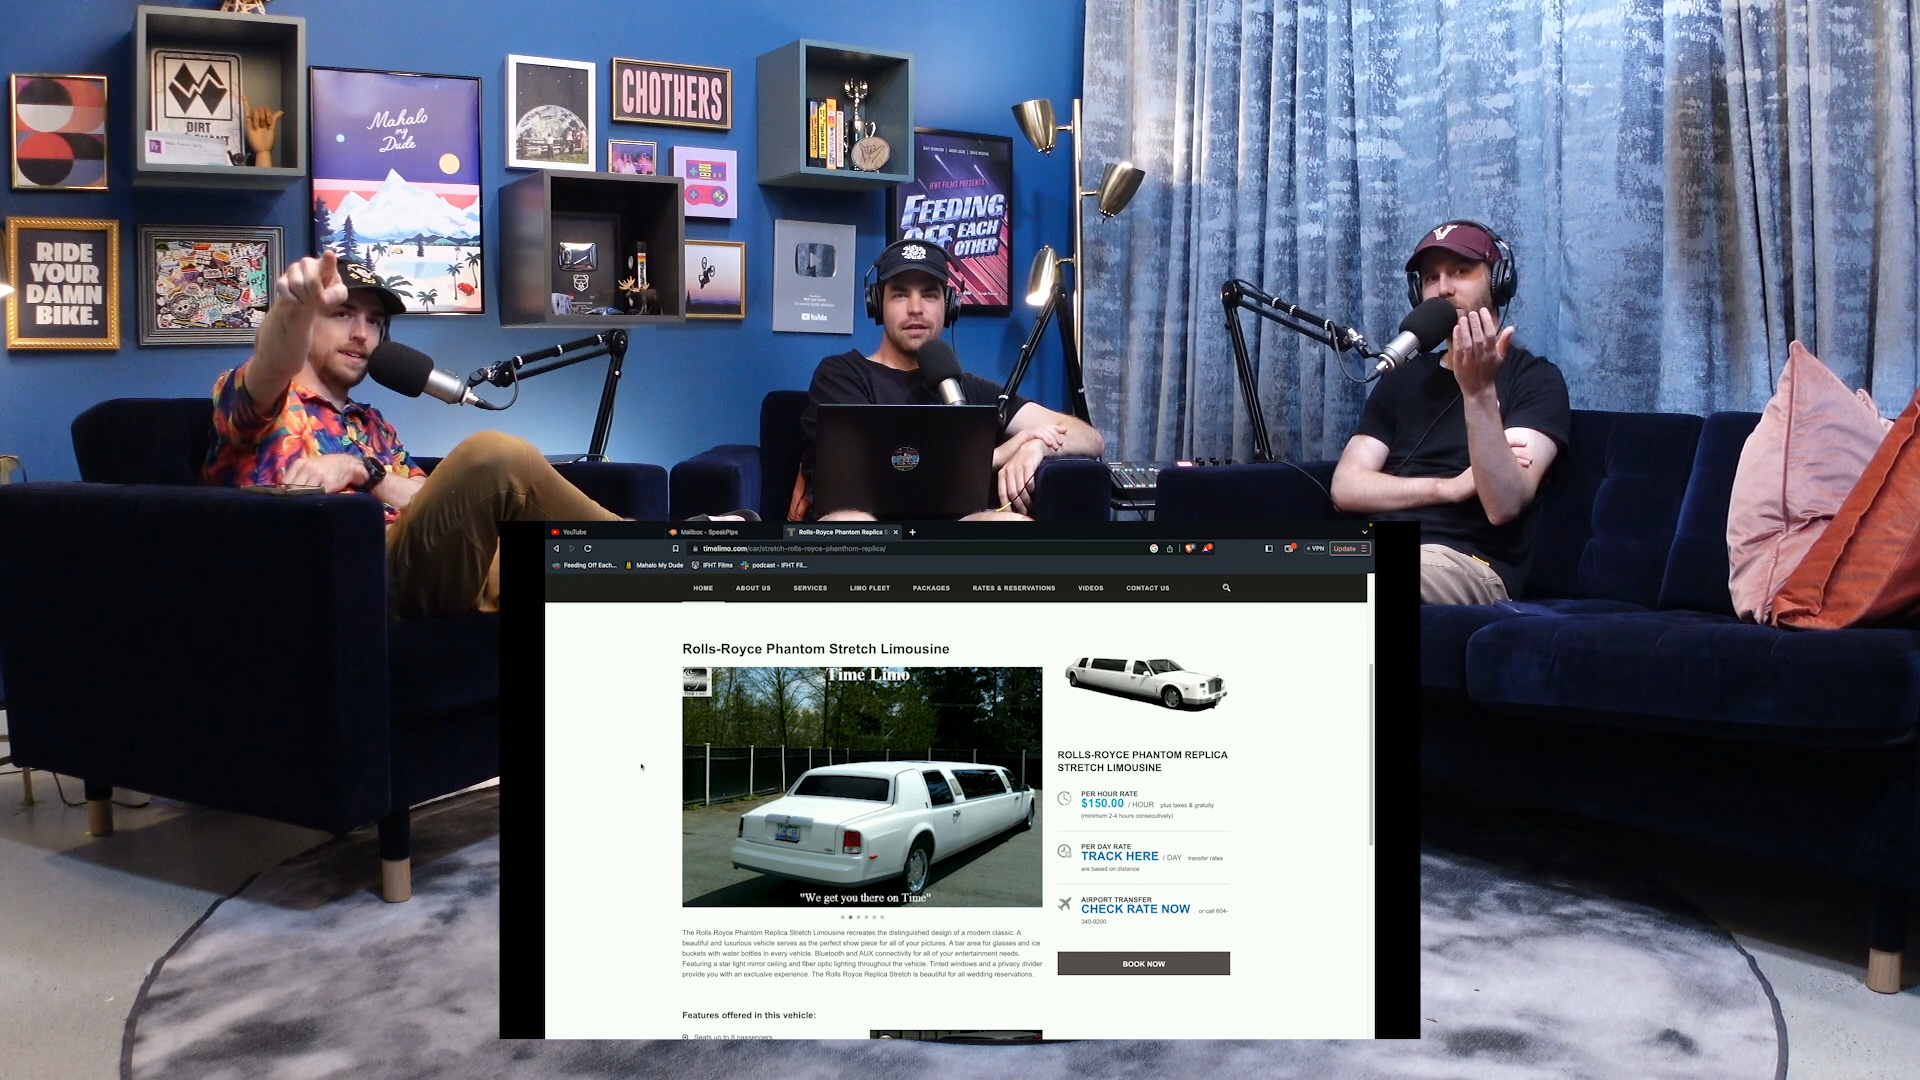 DIRT
Mahalo
my
Dude
CHOTHERS
RIDE
YOUR
DAMN
BIKE.
IFHT FILMS PRESENTS
FEEDING
OFF EACH
OTHER
YouTube
V
YouTube
Mailbox - SpeakPipe
Rolls-Royce Phantom Replica S
timelimo.com/car/stretch-rolls-royce-phanthom-replica/
VPN
Update
Feeding Off Each...
Mahalo My Dude
IFHT Films
podcast - IFHT Fil...
HOME ABOUT US SERVICES LIMO FLEET PACKAGES RATES & RESERVATIONS VIDEOS CONTACT US
Rolls-Royce Phantom Stretch Limousine
Time Limo
"We get you there on Time"
The Rolls Royce Phantom Replica Stretch Limousine recreates the distinguished design of a modern classic. A
beautiful and luxurious vehicle serves as the perfect show piece for all of your pictures. A bar area for glasses and ice
buckets with water bottles in every vehicle. Bluetooth and AUX connectivity for all of your entertainment needs.
Featuring a star light mirror ceiling and fiber optic lighting throughout the vehicle. Tinted windows and a privacy divider
provide you with an exclusive experience. The Rolls Royce Replica Stretch is beautiful for all wedding reservations.
Features offered in this vehicle:
Seats up to 8 passengers
ROLLS-ROYCE PHANTOM REPLICA
STRETCH LIMOUSINE
PER HOUR RATE
$150.00 / HOUR plus taxes & gratuity
(minimum 2-4 hours consecutively)
PER DAY RATE
TRACK HERE / DAY transfer rates
are based on distance
AIRPORT TRANSFER
CHECK RATE NOW or call 604-
340-9200
BOOK NOW